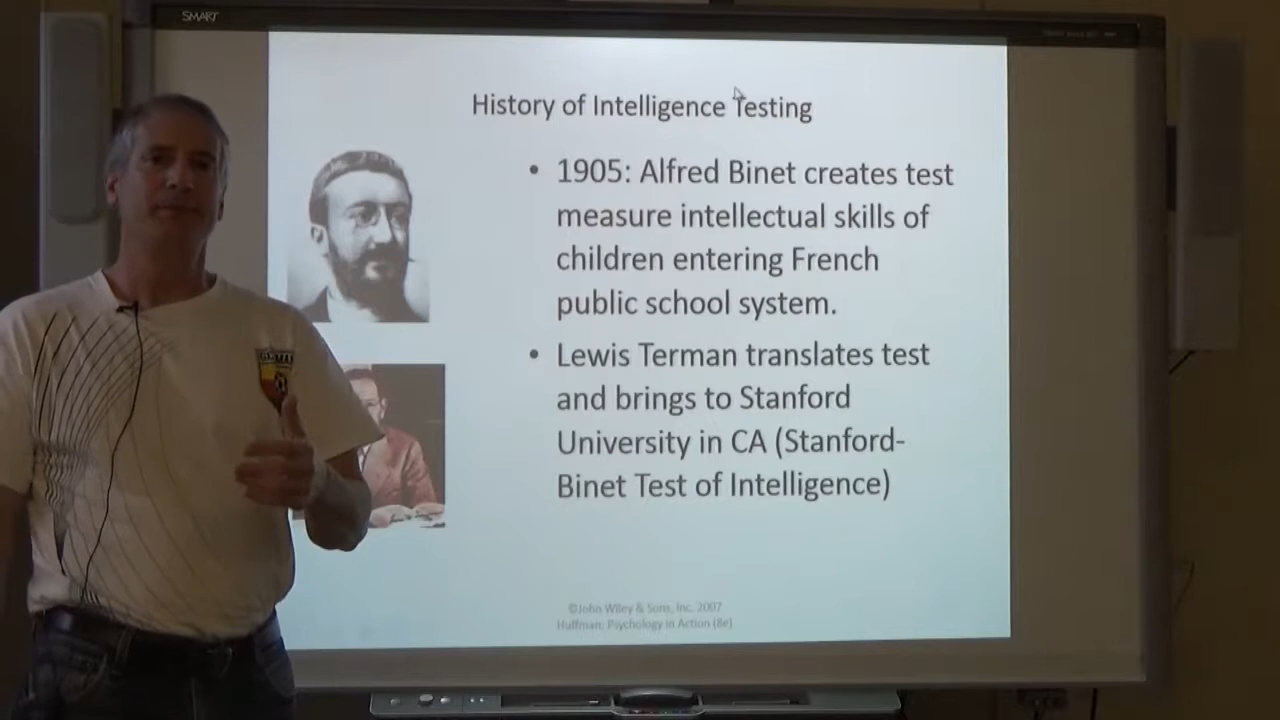 SMART
History of Intelligence Testing
• 1905: Alfred Binet creates test
measure intellectual skills of
children entering French
public school system.
• Lewis Terman translates test
and brings to Stanford
University in CA (Stanford-
Binet Test of Intelligence)
©John Wiley & Sons, Inc. 2007
Huffman: Psychology in Action (8e)